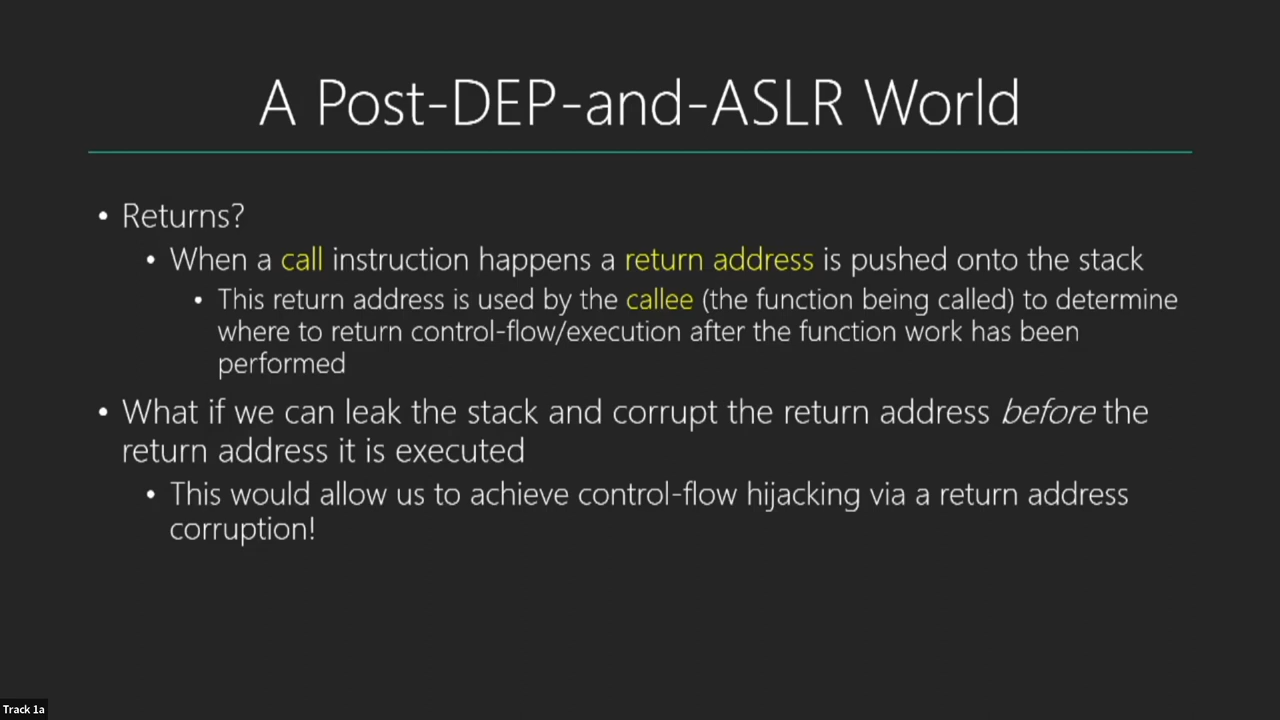 A Post-DEP-and-ASLR World
• Returns?
• When a call instruction happens a return address is pushed onto the stack
• This return address is used by the callee (the function being called) to determine
where to return control-flow/execution after the function work has been
performed
• What if we can leak the stack and corrupt the return address before the
return address it is executed
• This would allow us to achieve control-flow hijacking via a return address
corruption!
Track 1a